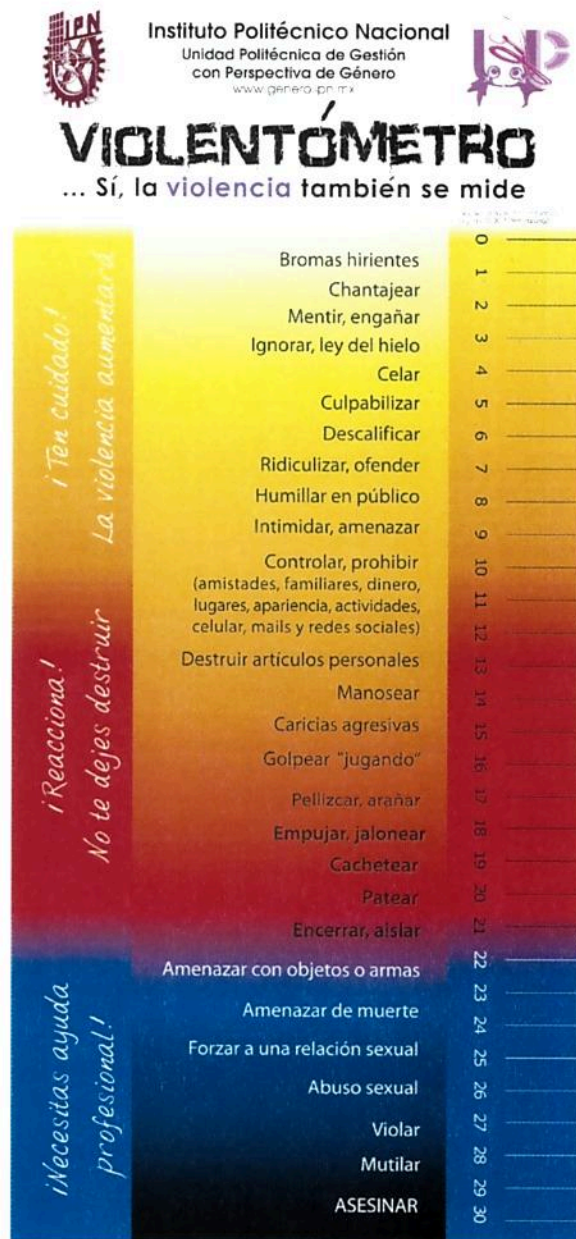 IPN
Instituto Politécnico Nacional
Unidad Politécnica de Gestión
con Perspectiva de Género
www.genero.ipn.mx
VIOLENTÓMETRO
... Sí, la violencia también se mide
¡Ten cuidado!
La violencia aumentará
¡Reacciona!
No te dejes destruir
¡Necesitas ayuda
profesional!
Bromas hirientes
Chantajear
Mentir, engañar
Ignorar, ley del hielo
Celar
Culpabilizar
Descalificar
Ridiculizar, ofender
Humillar en público
Intimidar, amenazar
Controlar, prohibir
(amistades, familiares, dinero,
lugares, apariencia, actividades,
celular, mails y redes sociales)
Destruir artículos personales
Manosear
Caricias agresivas
Golpear "jugando"
Pellizcar, arañar
Empujar, jalonear
Cachetear
Patear
Encerrar, aislar
Amenazar con objetos o armas
Amenazar de muerte
Forzar a una relación sexual
Abuso sexual
Violar
Mutilar
ASESINAR
0
1
2
3
4
5
6
7
8
9
10
11
12
13
14
15
16
17
18
19
20
21
22
23
24
25
26
27
28
29
30